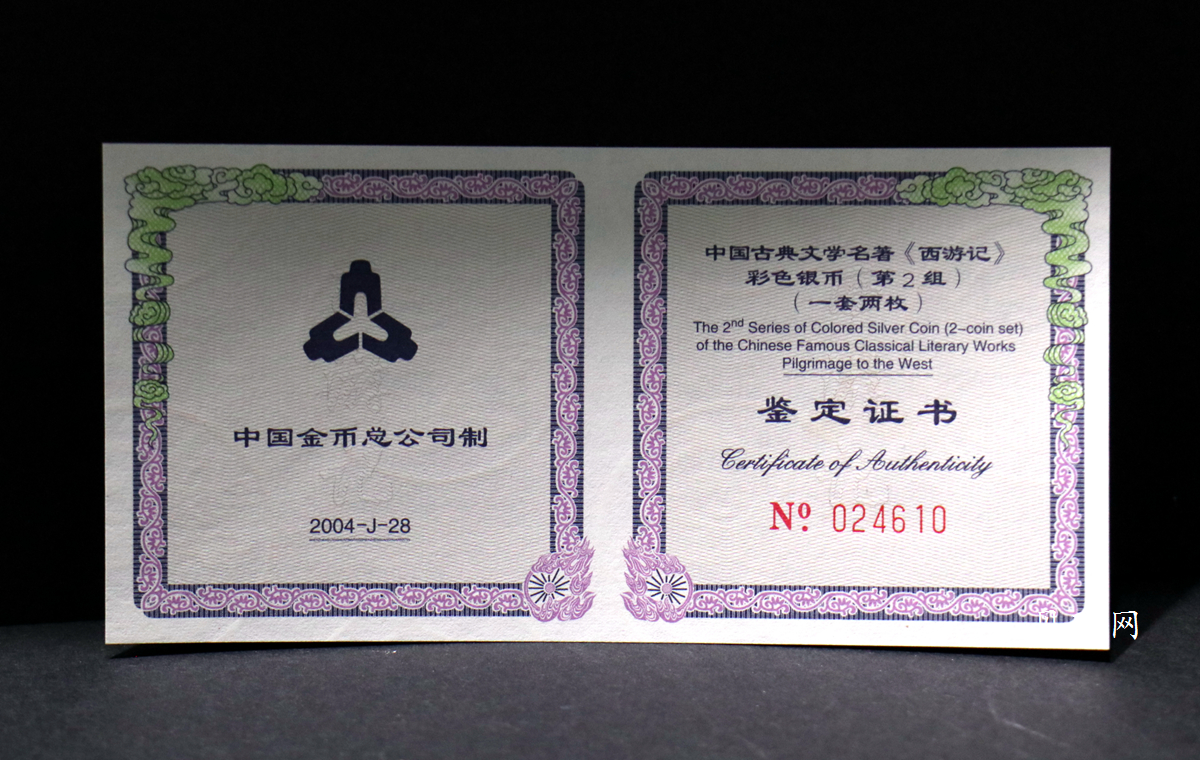 中国金币总公司制
2004-J-28
中国古典文学名著《西游记》
彩色银币（第2组）
（一套两枚）
The 2nd Series of Colored Silver Coin (2-coin set)
of the Chinese Famous Classical Literary Works
Pilgrimage to the West
鉴定证书
Certificate of Authenticity
Nº 024610
网